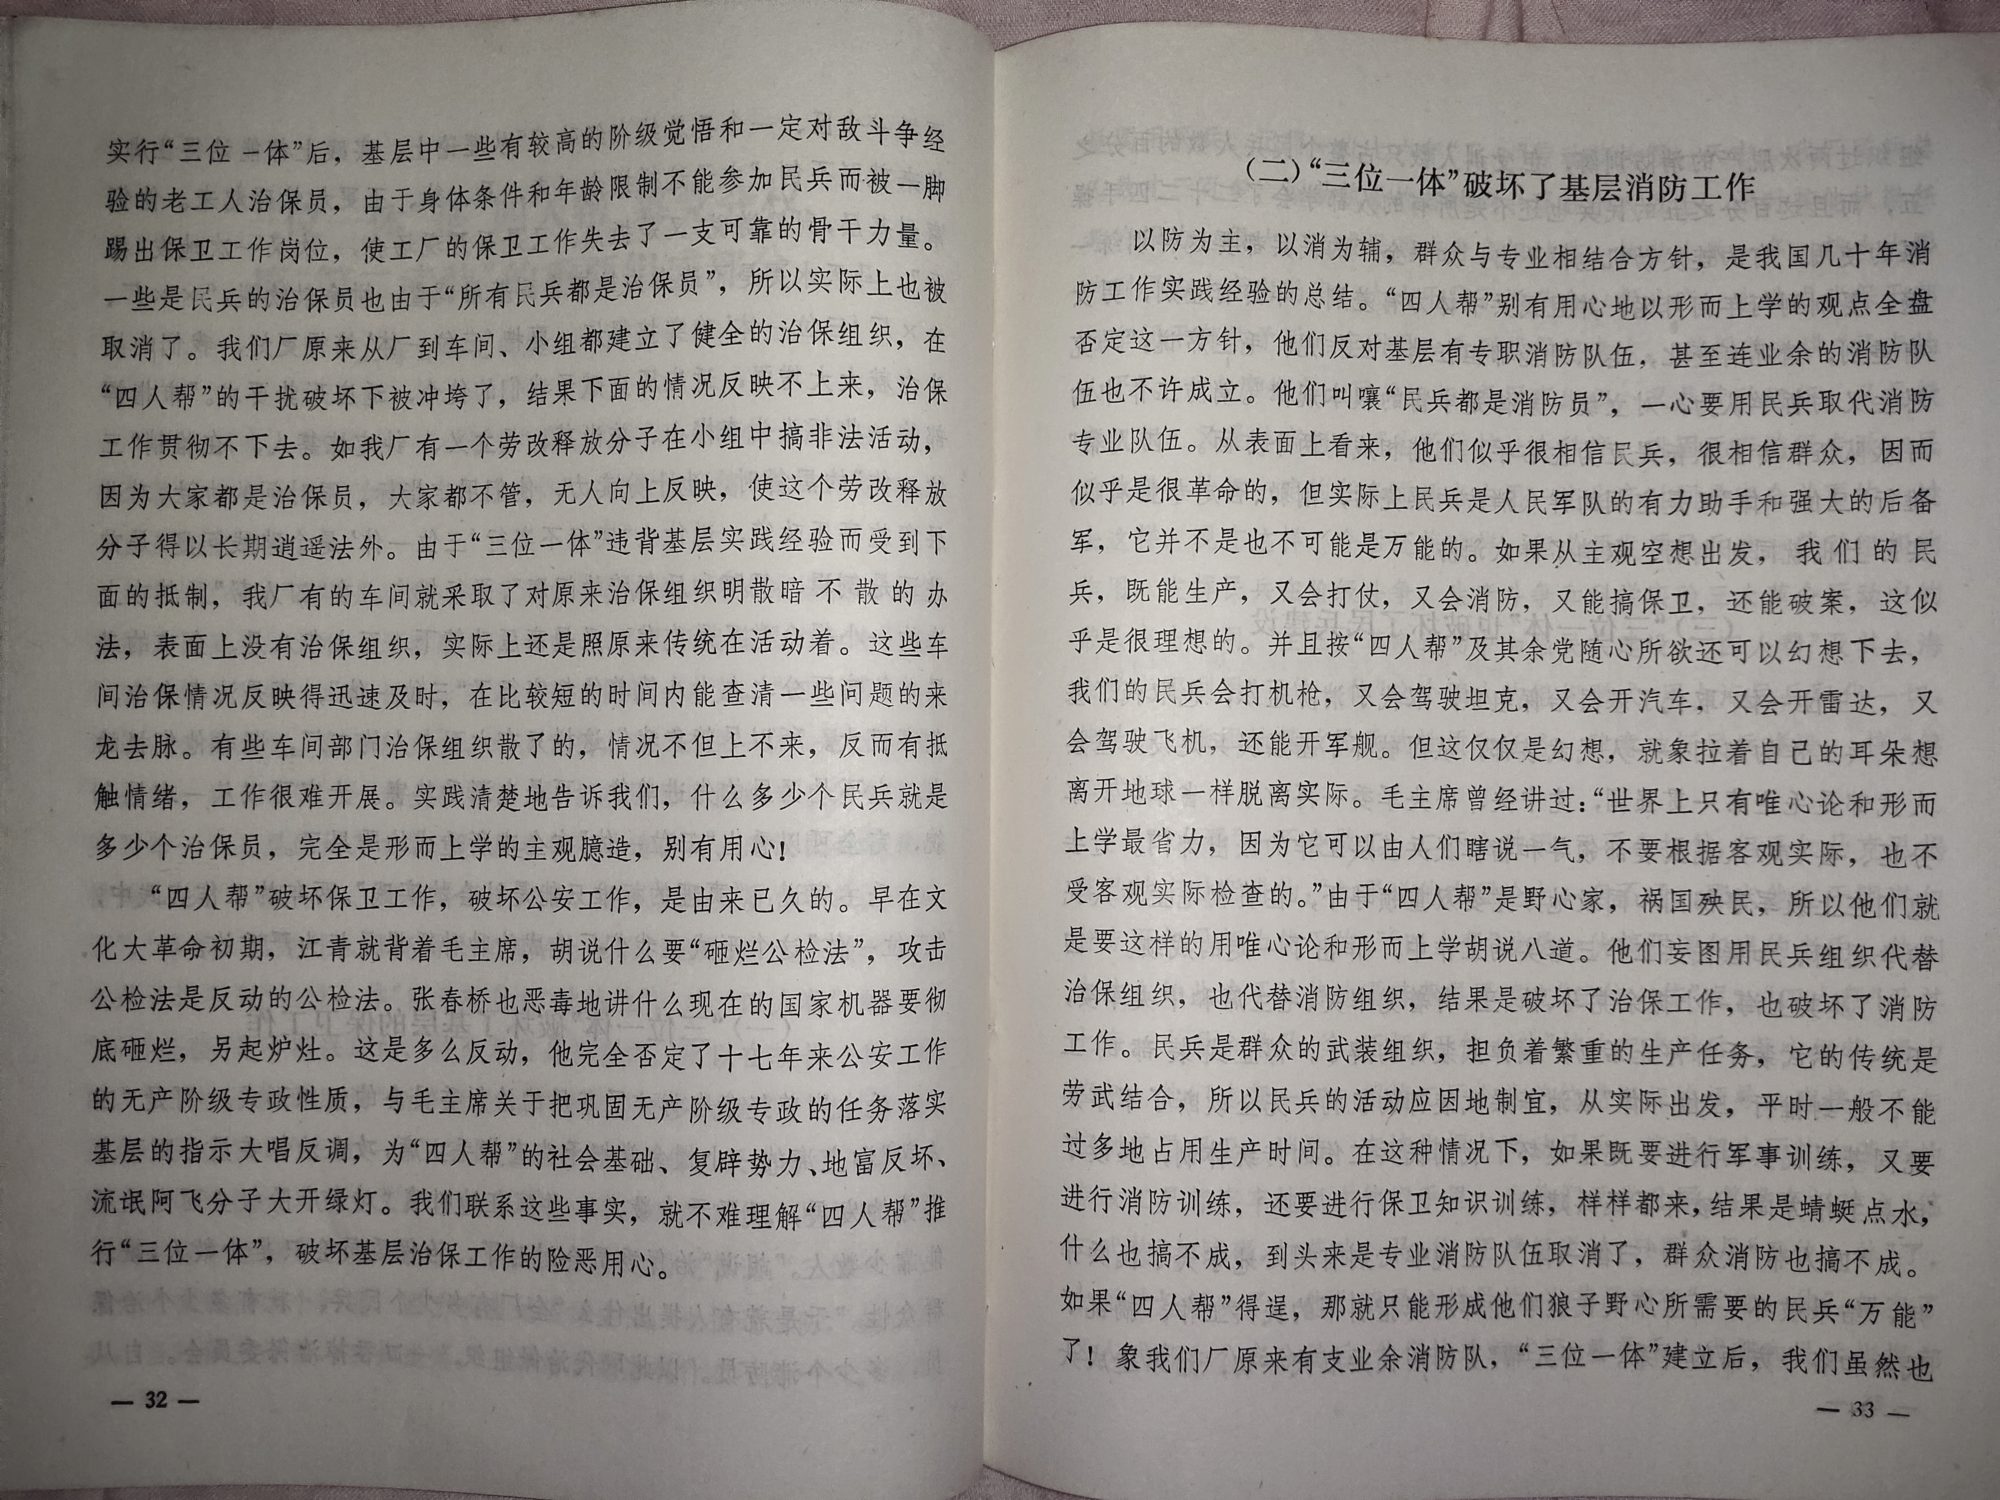 实行“三位一体”后，基层中一些有较高的阶级觉悟和一定对敌斗争经
验的老工人治保员，由于身体条件和年龄限制不能参加民兵而被一脚
踢出保卫工作岗位，使工厂的保卫工作失去了一支可靠的骨干力量。
一些是民兵的治保员也由于“所有民兵都是治保员”，所以实际上也被
取消了。我们厂原来从厂到车间、小组都建立了健全的治保组织，在
“四人帮”的干扰破坏下被冲垮了，结果下面的情况反映不上来，治保
工作贯彻不下去。如我厂有一个劳改释放分子在小组中搞非法活动，
因为大家都是治保员，大家都不管，无人向上反映，使这个劳改释放
分子得以长期逍遥法外。由于“三位一体”违背基层实践经验而受到下
面的抵制，我厂有的车间就采取了对原来治保组织明散暗不散的办
法，表面上没有治保组织，实际上还是照原来传统在活动着。这些车
间治保情况反映得迅速及时，在比较短的时间内能查清一些问题的来
龙去脉。有些车间部门治保组织散了的，情况不但上不来，反而有抵
触情绪，工作很难开展。实践清楚地告诉我们，什么多少个民兵就是
多少个治保员，完全是形而上学的主观臆造，别有用心！
“四人帮”破坏保卫工作，破坏公安工作，是由来已久的。早在文
化大革命初期，江青就背着毛主席，胡说什么要“砸烂公检法”，攻击
公检法是反动的公检法。张春桥也恶毒地讲什么现在的国家机器要彻
底砸烂，另起炉灶。这是多么反动，他完全否定了十七年来公安工作
的无产阶级专政性质，与毛主席关于把巩固无产阶级专政的任务落实
基层的指示大唱反调，为“四人帮”的社会基础、复辟势力、地富反坏、
流氓阿飞分子大开绿灯。我们联系这些事实，就不难理解“四人帮”推
行“三位一体”，破坏基层治保工作的险恶用心。
— 32 —
（二）“三位一体”破坏了基层消防工作
以防为主，以消为辅，群众与专业相结合方针，是我国几十年消
防工作实践经验的总结。“四人帮”别有用心地以形而上学的观点全盘
否定这一方针，他们反对基层有专职消防队伍，甚至连业余的消防队
伍也不许成立。他们叫嚷“民兵都是消防员”，一心要用民兵取代消防
专业队伍。从表面上看来，他们似乎很相信民兵，很相信群众，因而
似乎是很革命的，但实际上民兵是人民军队的有力助手和强大的后备
军，它并不是也不可能是万能的。如果从主观空想出发，我们的民
兵，既能生产，又会打仗，又会消防，又能搞保卫，还能破案，这似
乎是很理想的。并且按“四人帮”及其余党随心所欲还可以幻想下去，
我们的民兵会打机枪，又会驾驶坦克，又会开汽车，又会开雷达，又
会驾驶飞机，还能开军舰。但这仅仅是幻想，就象拉着自己的耳朵想
离开地球一样脱离实际。毛主席曾经讲过：“世界上只有唯心论和形而
上学最省力，因为它可以由人们瞎说一气，不要根据客观实际，也不
受客观实际检查的。”由于“四人帮”是野心家，祸国殃民，所以他们就
是要这样的用唯心论和形而上学胡说八道。他们妄图用民兵组织代替
治保组织，也代替消防组织，结果是破坏了治保工作，也破坏了消防
工作。民兵是群众的武装组织，担负着繁重的生产任务，它的传统是
劳武结合，所以民兵的活动应因地制宜，从实际出发，平时一般不能
过多地占用生产时间。在这种情况下，如果既要进行军事训练，又要
进行消防训练，还要进行保卫知识训练，样样都来，结果是蜻蜓点水，
什么也搞不成，到头来是专业消防队伍取消了，群众消防也搞不成。
如果“四人帮”得逞，那就只能形成他们狼子野心所需要的民兵“万能”
了！象我们厂原来有支业余消防队，“三位一体”建立后，我们虽然也
— 33 —